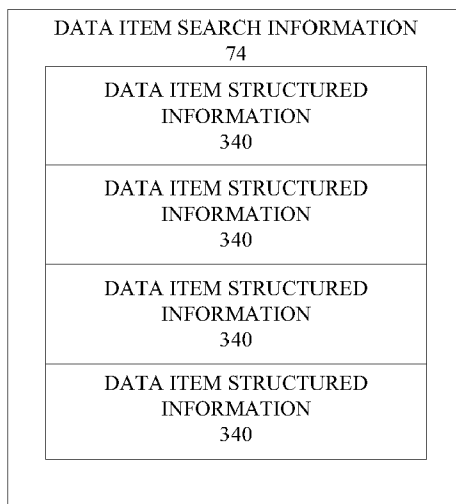 DATA ITEM SEARCH INFORMATION
74
DATA ITEM STRUCTURED
INFORMATION
340
DATA ITEM STRUCTURED
INFORMATION
340
DATA ITEM STRUCTURED
INFORMATION
340
DATA ITEM STRUCTURED
INFORMATION
340